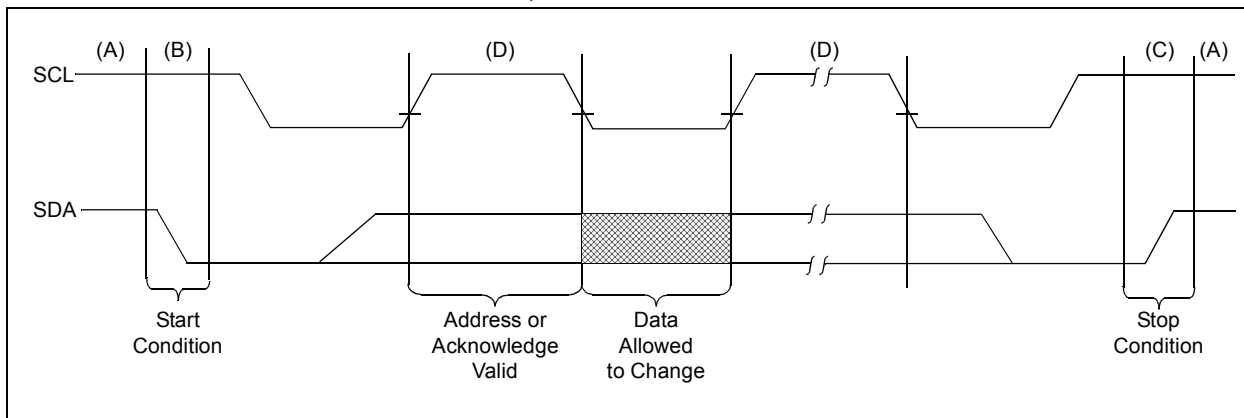 (A) (B) (D) (D) (C) (A)
SCL
SDA
Start
Condition
Address or
Acknowledge
Valid
Data
Allowed
to Change
Stop
Condition